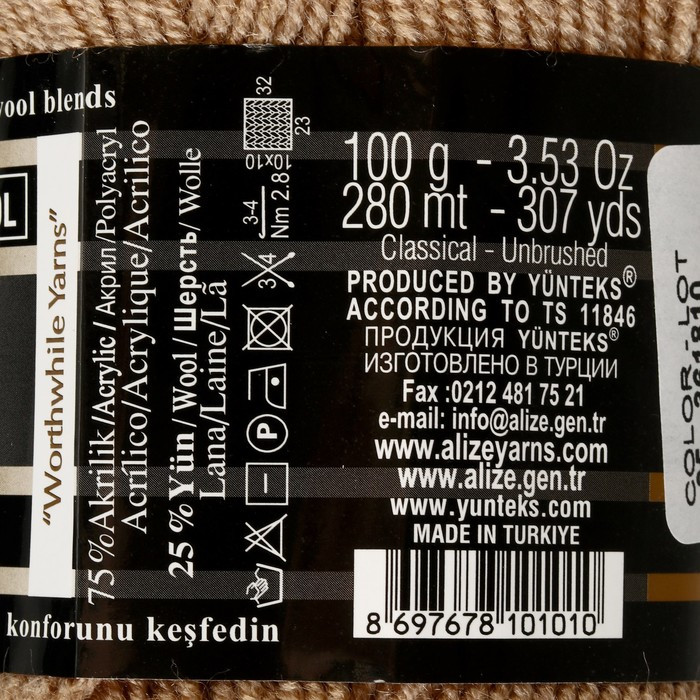 wool blends
"Worthwhile Yarns"
75%Akrilik/Acrylic/Акрил/Polyacryl
Acrílico/Acrylique/Acrilico
25%Yün/Wool/Шерсть/Wolle
Lana/Laine/Lã
32
23
10x10
3-4
Nm 2.8
3
4
P
100 g - 3.53 Oz
280 mt - 307 yds
Classical - Unbrushed
PRODUCED BY YÜNTEKS®
ACCORDING TO TS 11846
ПРОДУКЦИЯ YÜNTEKS®
ИЗГОТОВЛЕНО В ТУРЦИИ
Fax :0212 481 75 21
e-mail: info@alize.gen.tr
www.alizeyarns.com
www.alize.gen.tr
www.yunteks.com
MADE IN TURKIYE
8 697678 101010
konforunu keşfedin
COLOR-LOT